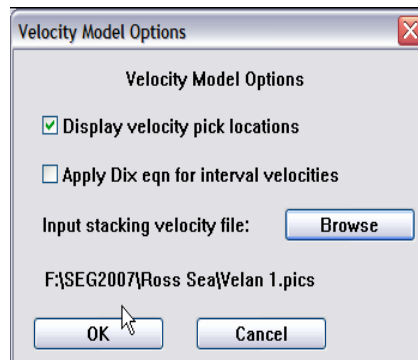 Velocity Model Options
Velocity Model Options
Display velocity pick locations
Apply Dix eqn for interval velocities
Input stacking velocity file: Browse
F:\SEG2007\Ross Sea\Velan 1.pics
OK Cancel